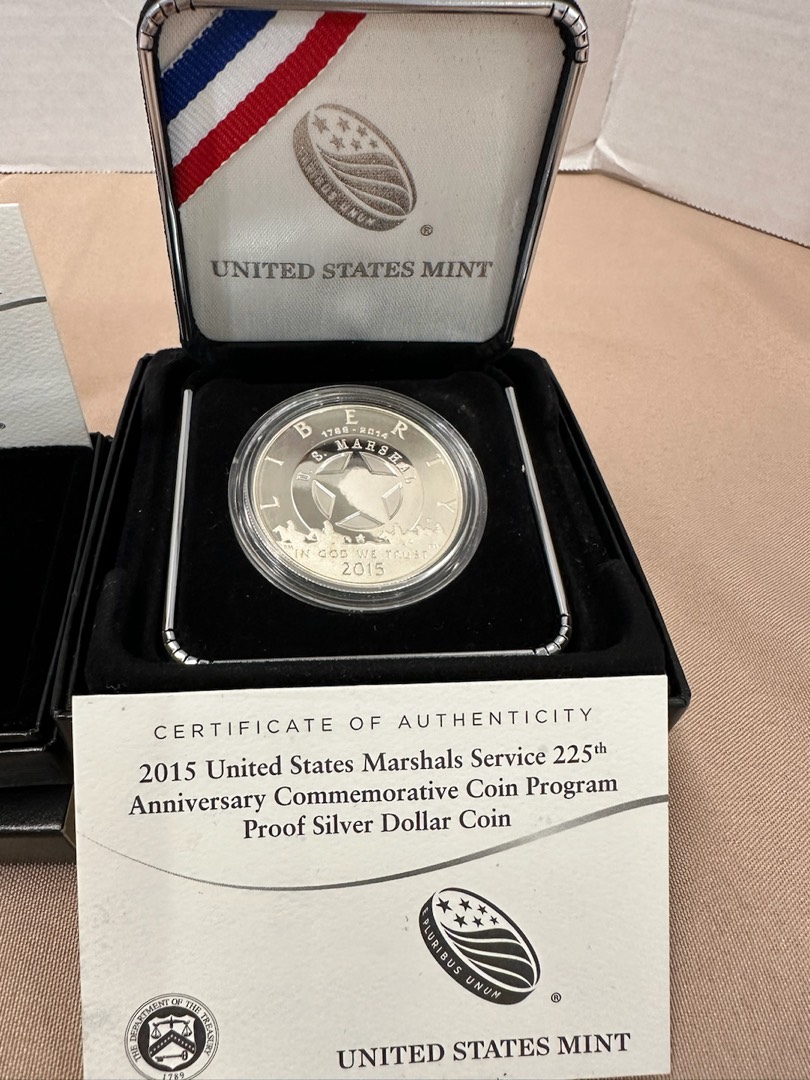 ®
UNITED STATES MINT
LIBERTY
1789 - 2014
U.S. MARSHAL
IN GOD WE TRUST
2015
CERTIFICATE OF AUTHENTICITY
2015 United States Marshals Service 225th
Anniversary Commemorative Coin Program
Proof Silver Dollar Coin
E PLURIBUS UNUM
®
THE DEPARTMENT OF THE TREASURY
1789
UNITED STATES MINT